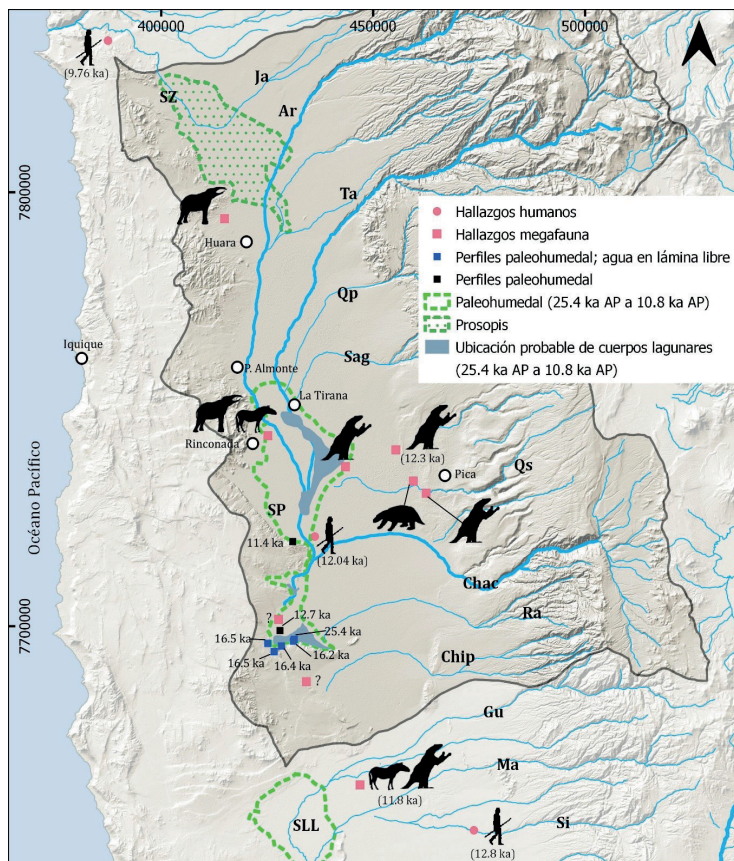 400000
450000
500000
(9.76 ka)
SZ
Ja
Ar
7800000
Ta
Huara
Hallazgos humanos
Hallazgos megafauna
Perfiles paleohumedal; agua en lámina libre
Perfiles paleohumedal
Paleohumedal (25.4 ka AP a 10.8 ka AP)
Prosopis
Ubicación probable de cuerpos lagunares
(25.4 ka AP a 10.8 ka AP)
Qp
Iquique
Sag
P. Almonte
La Tirana
Rinconada
(12.3 ka)
Pica
Qs
Océano Pacífico
SP
11.4 ka
(12.04 ka)
Chac
Ra
7700000
?
12.7 ka
16.5 ka
25.4 ka
16.2 ka
16.5 ka
16.4 ka
Chip
?
Gu
Ma
(11.8 ka)
SLL
Si
(12.8 ka)